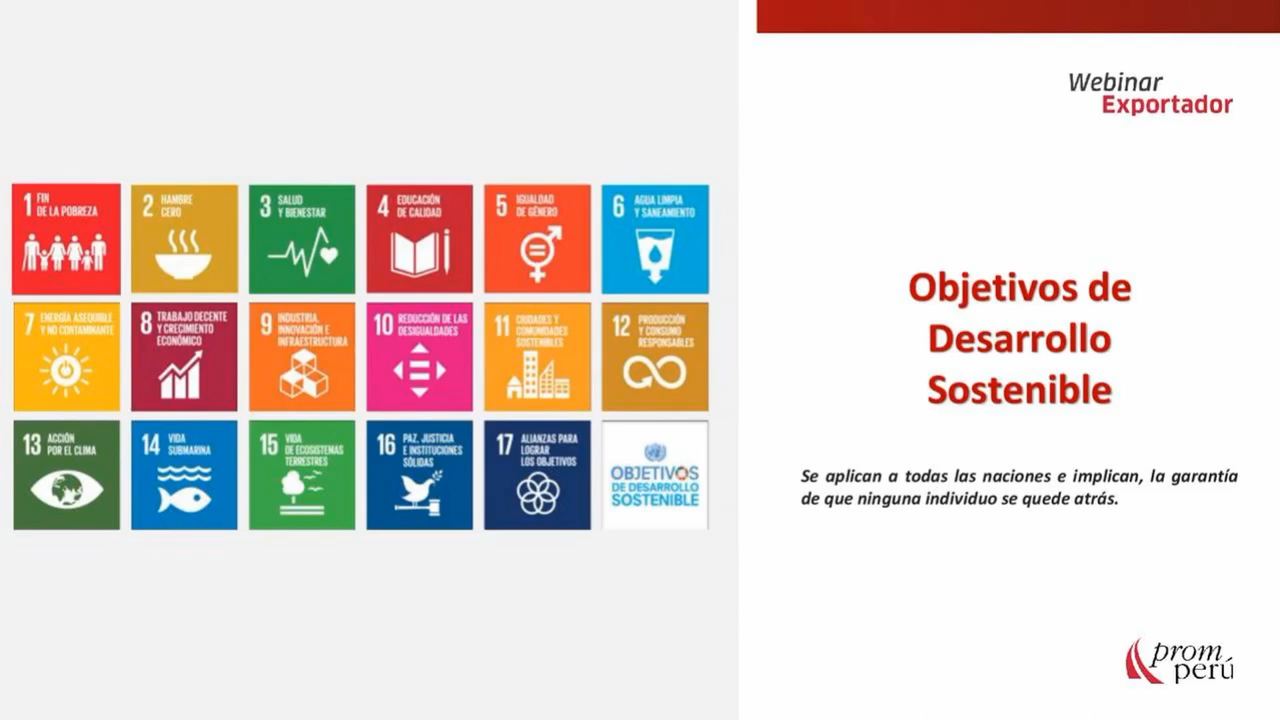 1 FIN
DE LA POBREZA
2 HAMBRE
CERO
3 SALUD
Y BIENESTAR
4 EDUCACIÓN
DE CALIDAD
5 IGUALDAD
DE GÉNERO
6 AGUA LIMPIA
Y SANEAMIENTO
7 ENERGÍA ASEQUIBLE
Y NO CONTAMINANTE
8 TRABAJO DECENTE
Y CRECIMIENTO
ECONÓMICO
9 INDUSTRIA,
INNOVACIÓN E
INFRAESTRUCTURA
10 REDUCCIÓN DE LAS
DESIGUALDADES
11 CIUDADES Y
COMUNIDADES
SOSTENIBLES
12 PRODUCCIÓN
Y CONSUMO
RESPONSABLES
13 ACCIÓN
POR EL CLIMA
14 VIDA
SUBMARINA
15 VIDA
DE ECOSISTEMAS
TERRESTRES
16 PAZ, JUSTICIA
E INSTITUCIONES
SÓLIDAS
17 ALIANZAS PARA
LOGRAR
LOS OBJETIVOS
OBJETIVOS
DE DESARROLLO
SOSTENIBLE
Webinar
Exportador
Objetivos de
Desarrollo
Sostenible
Se aplican a todas las naciones e implican, la garantía
de que ninguna individuo se quede atrás.
prom
perú